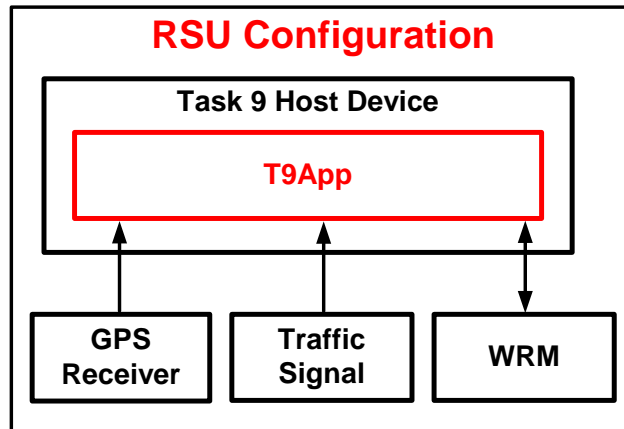 RSU Configuration
Task 9 Host Device
T9App
GPS
Receiver
Traffic
Signal
WRM